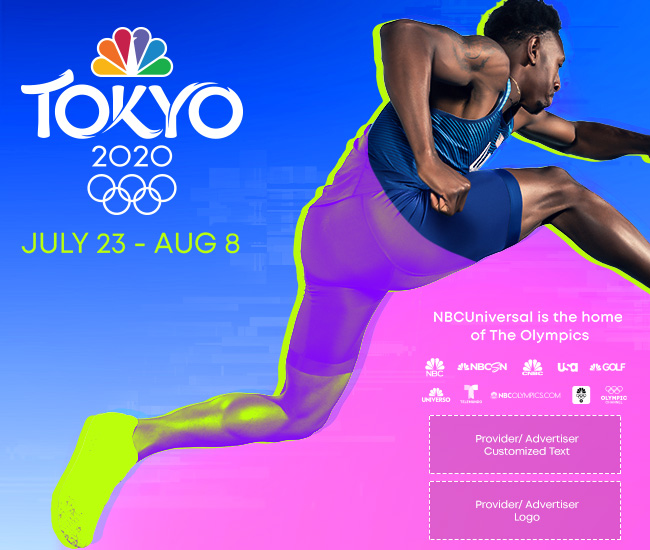 TOKYO
2020
JULY 23 - AUG 8
NBCUniversal is the home
of The Olympics
NBC NBCSN CNBC USA GOLF
UNIVERSO TELEMUNDO NBCOLYMPICS.COM OLYMPIC
Provider/ Advertiser
Customized Text
Provider/ Advertiser
Logo